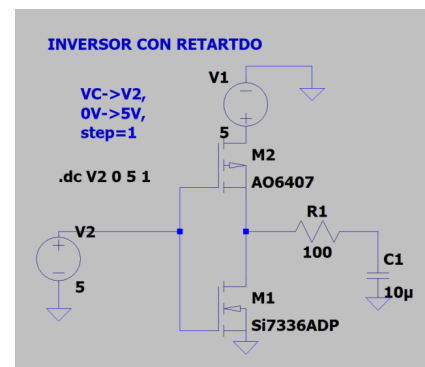 INVERSOR CON RETARTDO
V1
VC->V2,
0V->5V,
step=1
5
M2
.dc V2 0 5 1
AO6407
R1
V2
100
C1
5
M1
10µ
Si7336ADP